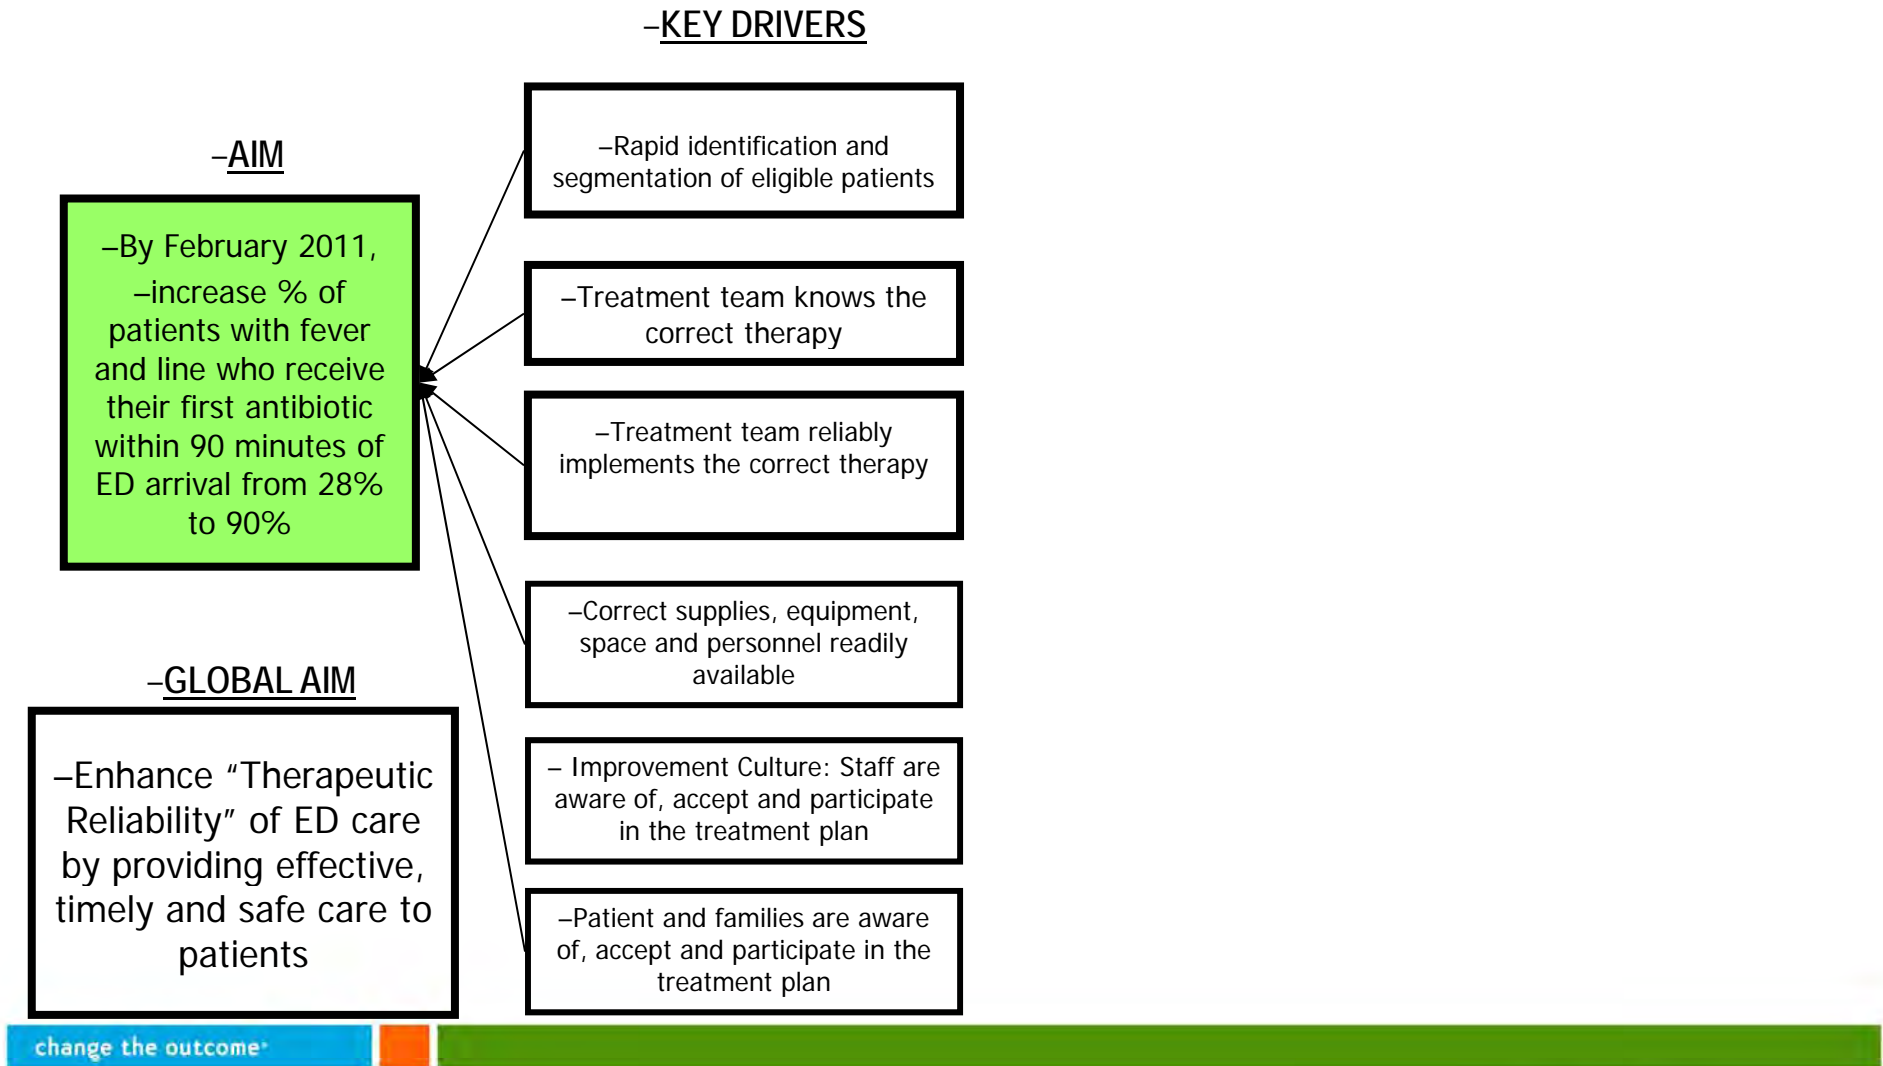 –KEY DRIVERS
–AIM
–By February 2011,
–increase % of
patients with fever
and line who receive
their first antibiotic
within 90 minutes of
ED arrival from 28%
to 90%
–GLOBAL AIM
–Enhance “Therapeutic
Reliability” of ED care
by providing effective,
timely and safe care to
patients
–Rapid identification and
segmentation of eligible patients
–Treatment team knows the
correct therapy
–Treatment team reliably
implements the correct therapy
–Correct supplies, equipment,
space and personnel readily
available
– Improvement Culture: Staff are
aware of, accept and participate
in the treatment plan
–Patient and families are aware
of, accept and participate in the
treatment plan
change the outcome